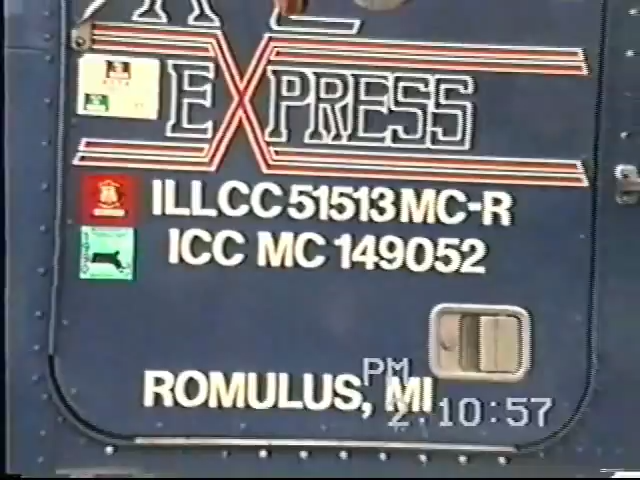 EXPRESS
ILLCC 51513 MC-R
ICC MC 149052
ROMULUS, MI
PM
2:10:57